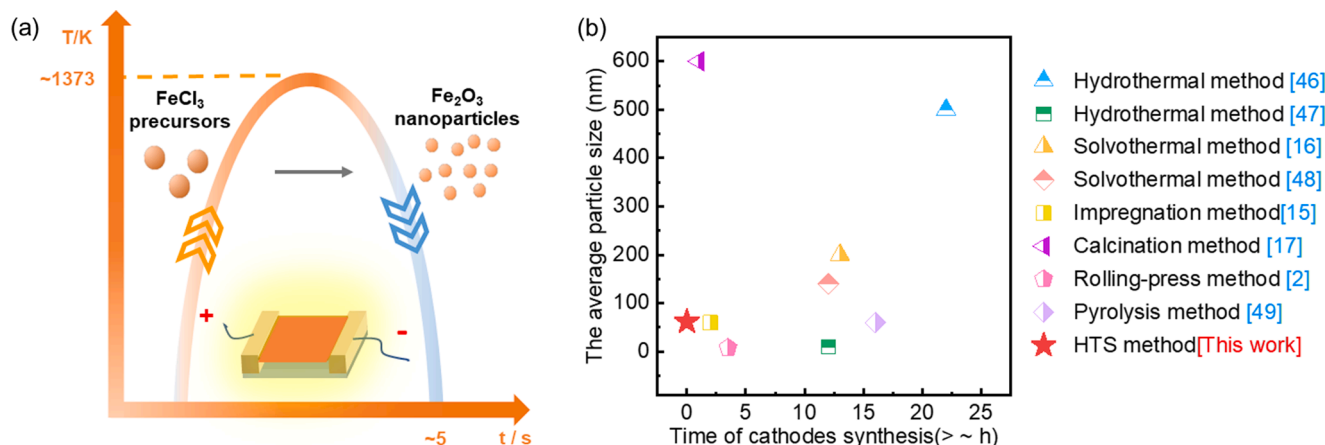 (a)
T/K
~1373
FeCl₃
precursors
Fe₂O₃
nanoparticles
+
-
~5
t / s
(b)
The average particle size (nm)
600
500
400
300
200
100
0
0
5
10
15
20
25
Time of cathodes synthesis(> ~ h)
Hydrothermal method [46]
Hydrothermal method [47]
Solvothermal method [16]
Solvothermal method [48]
Impregnation method[15]
Calcination method [17]
Rolling-press method [2]
Pyrolysis method [49]
HTS method[This work]